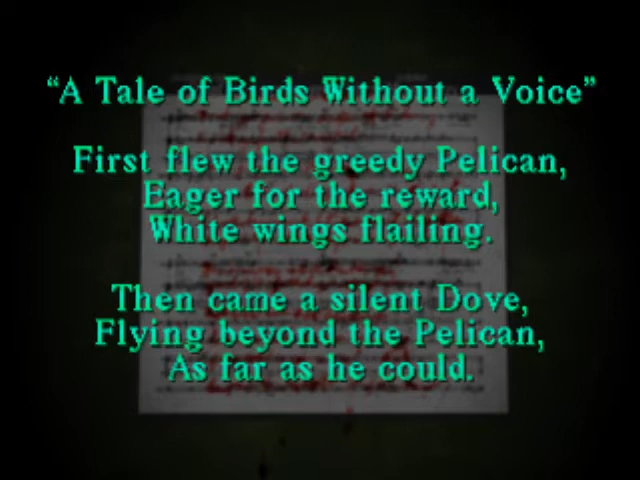 “A Tale of Birds Without a Voice”
First flew the greedy Pelican,
Eager for the reward,
White wings flailing.
Then came a silent Dove,
Flying beyond the Pelican,
As far as he could.